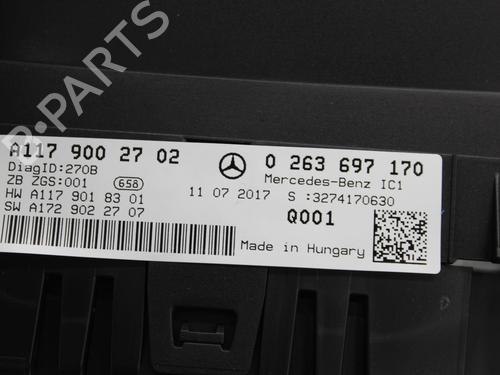 A117 900 27 02
0 263 697 170
DiagID:270B
Mercedes-Benz IC1
ZB ZGS:001
658
11 07 2017
S :3274170630
HW A117 901 83 01
SW A172 902 27 07
Q001
Made in Hungary
B-PARTS